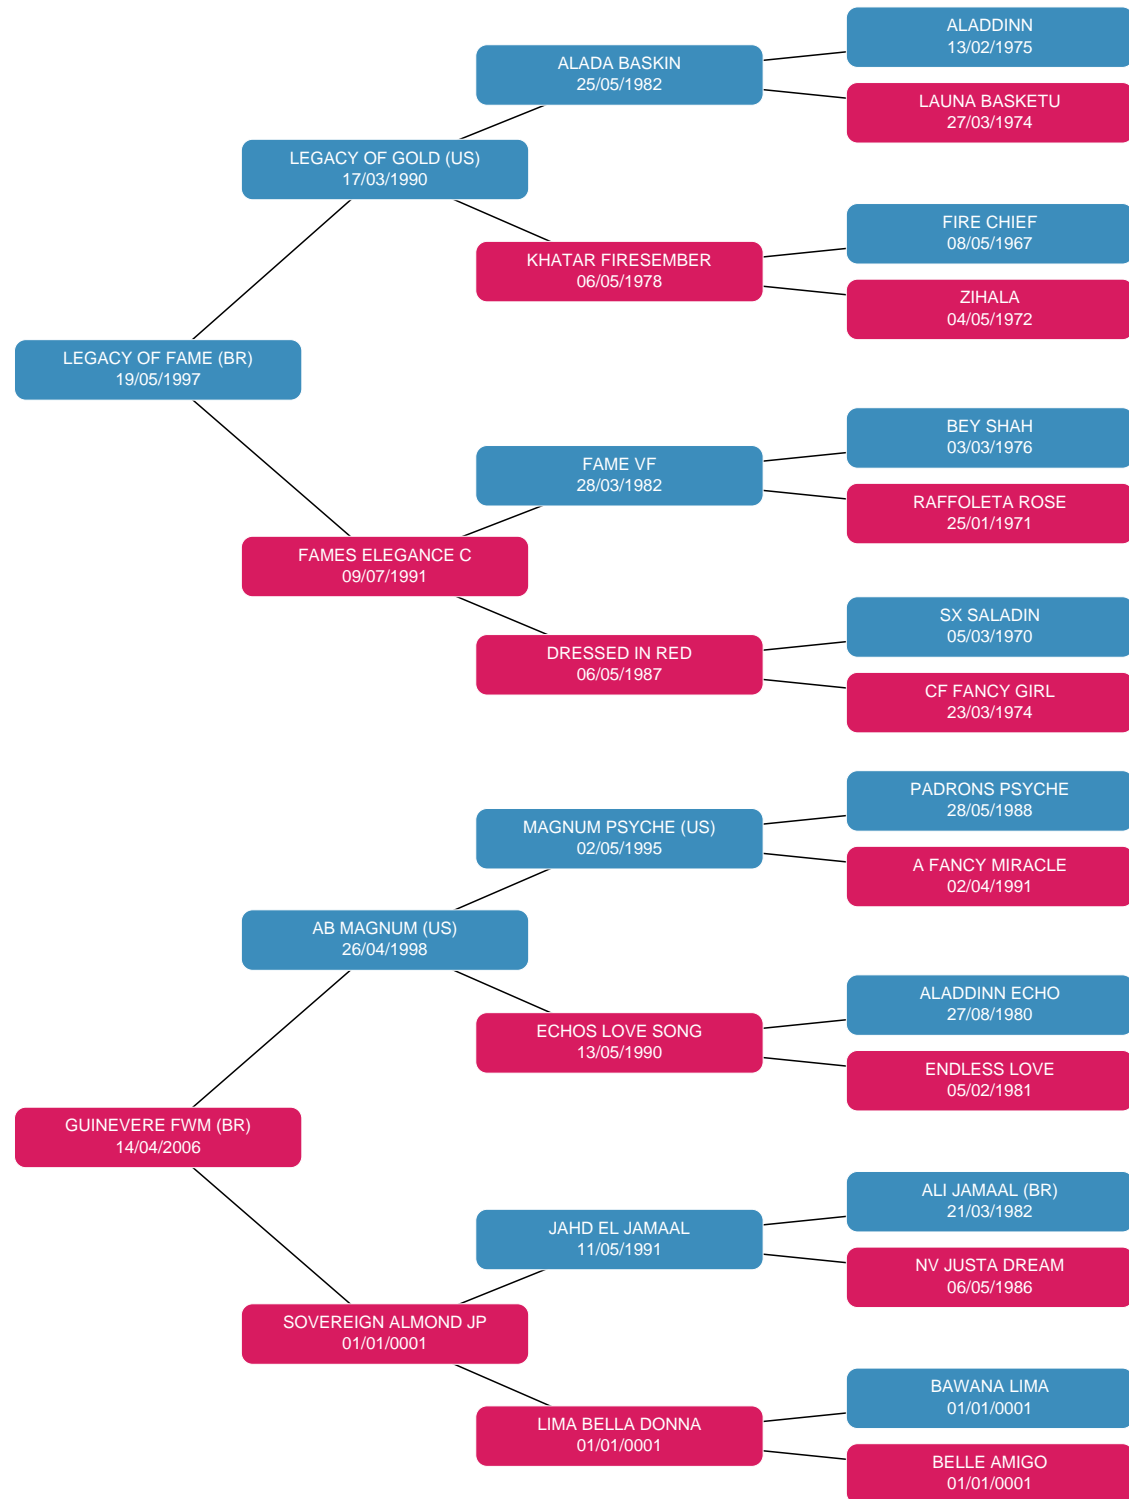 ALADDINN
13/02/1975
ALADA BASKIN
25/05/1982
LAUNA BASKETU
27/03/1974
LEGACY OF GOLD (US)
17/03/1990
FIRE CHIEF
08/05/1967
KHATAR FIRESEMBER
06/05/1978
ZIHALA
04/05/1972
LEGACY OF FAME (BR)
19/05/1997
BEY SHAH
03/03/1976
FAME VF
28/03/1982
RAFFOLETA ROSE
25/01/1971
FAMES ELEGANCE C
09/07/1991
SX SALADIN
05/03/1970
DRESSED IN RED
06/05/1987
CF FANCY GIRL
23/03/1974
PADRONS PSYCHE
28/05/1988
MAGNUM PSYCHE (US)
02/05/1995
A FANCY MIRACLE
02/04/1991
AB MAGNUM (US)
26/04/1998
ALADDINN ECHO
27/08/1980
ECHOS LOVE SONG
13/05/1990
ENDLESS LOVE
05/02/1981
GUINEVERE FWM (BR)
14/04/2006
ALI JAMAAL (BR)
21/03/1982
JAHD EL JAMAAL
11/05/1991
NV JUSTA DREAM
06/05/1986
SOVEREIGN ALMOND JP
01/01/0001
BAWANA LIMA
01/01/0001
LIMA BELLA DONNA
01/01/0001
BELLE AMIGO
01/01/0001